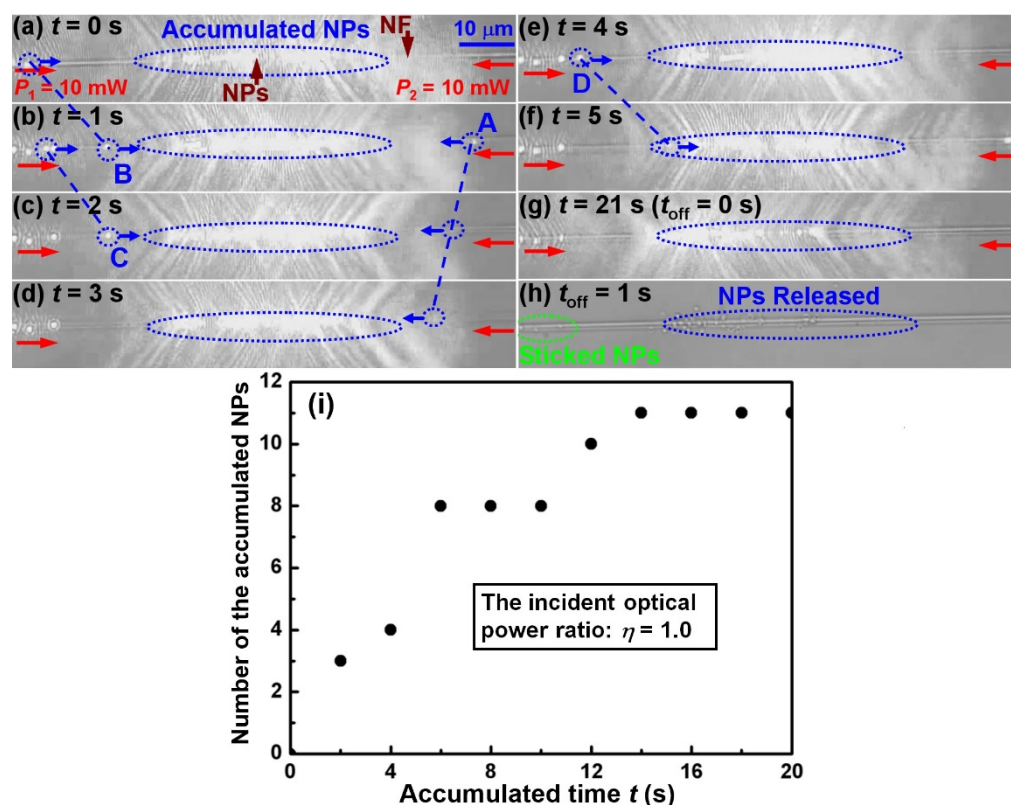 (a) t = 0 s
Accumulated NPs
NF
10 μm
P1 = 10 mW
NPs
P2 = 10 mW
(b) t = 1 s
A
B
(c) t = 2 s
C
(d) t = 3 s
(e) t = 4 s
D
(f) t = 5 s
(g) t = 21 s (toff = 0 s)
(h) toff = 1 s
NPs Released
Sticked NPs
(i)
Number of the accumulated NPs
12
10
8
6
4
2
0
The incident optical
power ratio: η = 1.0
0 4 8 12 16 20
Accumulated time t (s)